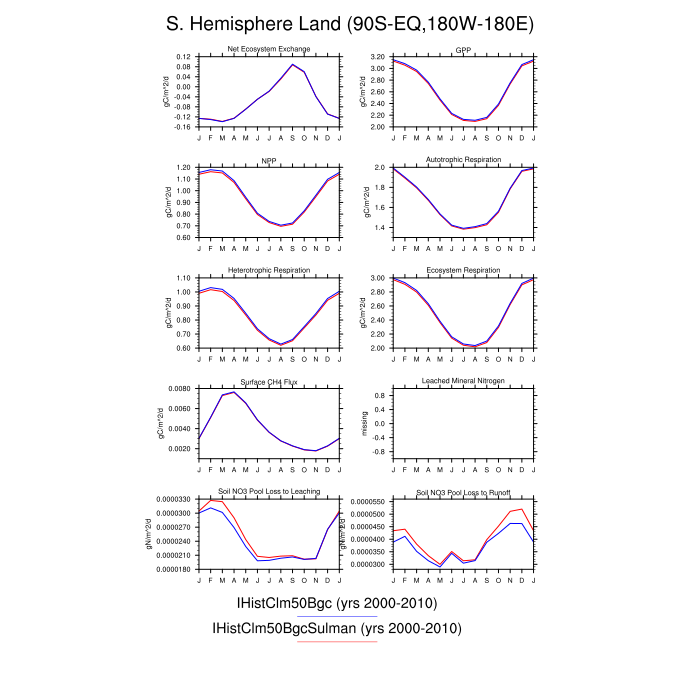 S. Hemisphere Land (90S-EQ,180W-180E)
Net Ecosystem Exchange
gC/m^2/d
0.12
0.08
0.04
0.00
-0.04
-0.08
-0.12
-0.16
J F M A M J J A S O N D J
GPP
gC/m^2/d
3.20
3.00
2.80
2.60
2.40
2.20
2.00
J F M A M J J A S O N D J
NPP
gC/m^2/d
1.20
1.10
1.00
0.90
0.80
0.70
0.60
J F M A M J J A S O N D J
Autotrophic Respiration
gC/m^2/d
2.0
1.8
1.6
1.4
J F M A M J J A S O N D J
Heterotrophic Respiration
gC/m^2/d
1.10
1.00
0.90
0.80
0.70
0.60
J F M A M J J A S O N D J
Ecosystem Respiration
gC/m^2/d
3.00
2.80
2.60
2.40
2.20
2.00
J F M A M J J A S O N D J
Surface CH4 Flux
gC/m^2/d
0.0080
0.0060
0.0040
0.0020
J F M A M J J A S O N D J
Leached Mineral Nitrogen
missing
0.8
0.4
0.0
-0.4
-0.8
J F M A M J J A S O N D J
Soil NO3 Pool Loss to Leaching
gN/m^2/d
0.0000330
0.0000300
0.0000270
0.0000240
0.0000210
0.0000180
J F M A M J J A S O N D J
Soil NO3 Pool Loss to Runoff
gN/m^2/d
0.0000550
0.0000500
0.0000450
0.0000400
0.0000350
0.0000300
J F M A M J J A S O N D J
IHistClm50Bgc (yrs 2000-2010)
IHistClm50BgcSulman (yrs 2000-2010)